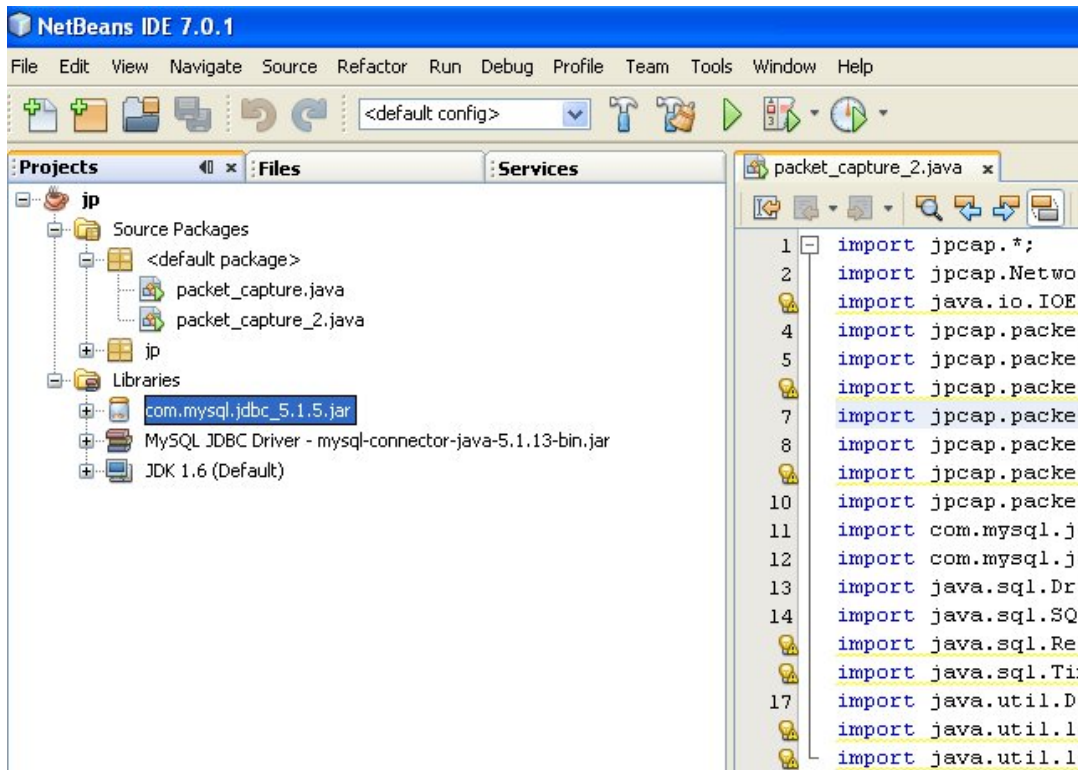 NetBeans IDE 7.0.1
File Edit View Navigate Source Refactor Run Debug Profile Team Tools Window Help
<default config>
Projects Files Services
packet_capture_2.java
jp
Source Packages
<default package>
packet_capture.java
packet_capture_2.java
jp
Libraries
com.mysql.jdbc_5.1.5.jar
MySQL JDBC Driver - mysql-connector-java-5.1.13-bin.jar
JDK 1.6 (Default)
1 import jpcap.*;
2 import jpcap.Netwo
import java.io.IOE
4 import jpcap.packe
5 import jpcap.packe
import jpcap.packe
7 import jpcap.packe
8 import jpcap.packe
import jpcap.packe
10 import jpcap.packe
11 import com.mysql.j
12 import com.mysql.j
13 import java.sql.Dr
14 import java.sql.SQ
import java.sql.Re
import java.sql.Ti
17 import java.util.D
import java.util.l
import java.util.l